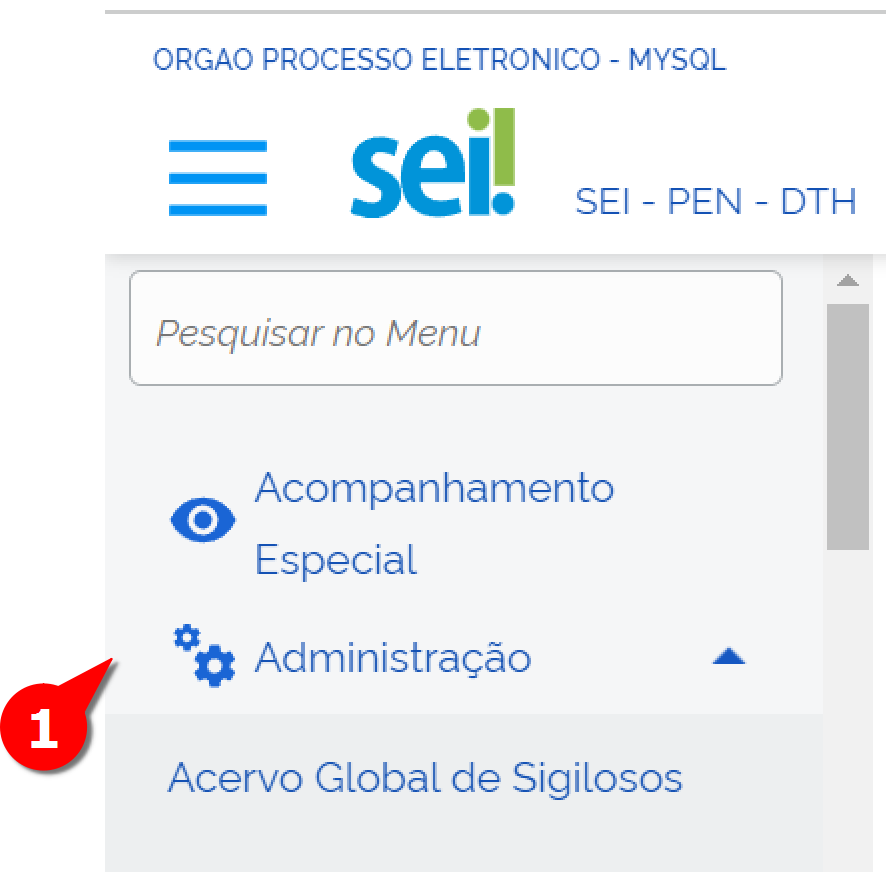 ORGAO PROCESSO ELETRONICO - MYSQL
sei!
SEI - PEN - DTH
Pesquisar no Menu
Acompanhamento
Especial
Administração
1
Acervo Global de Sigilosos